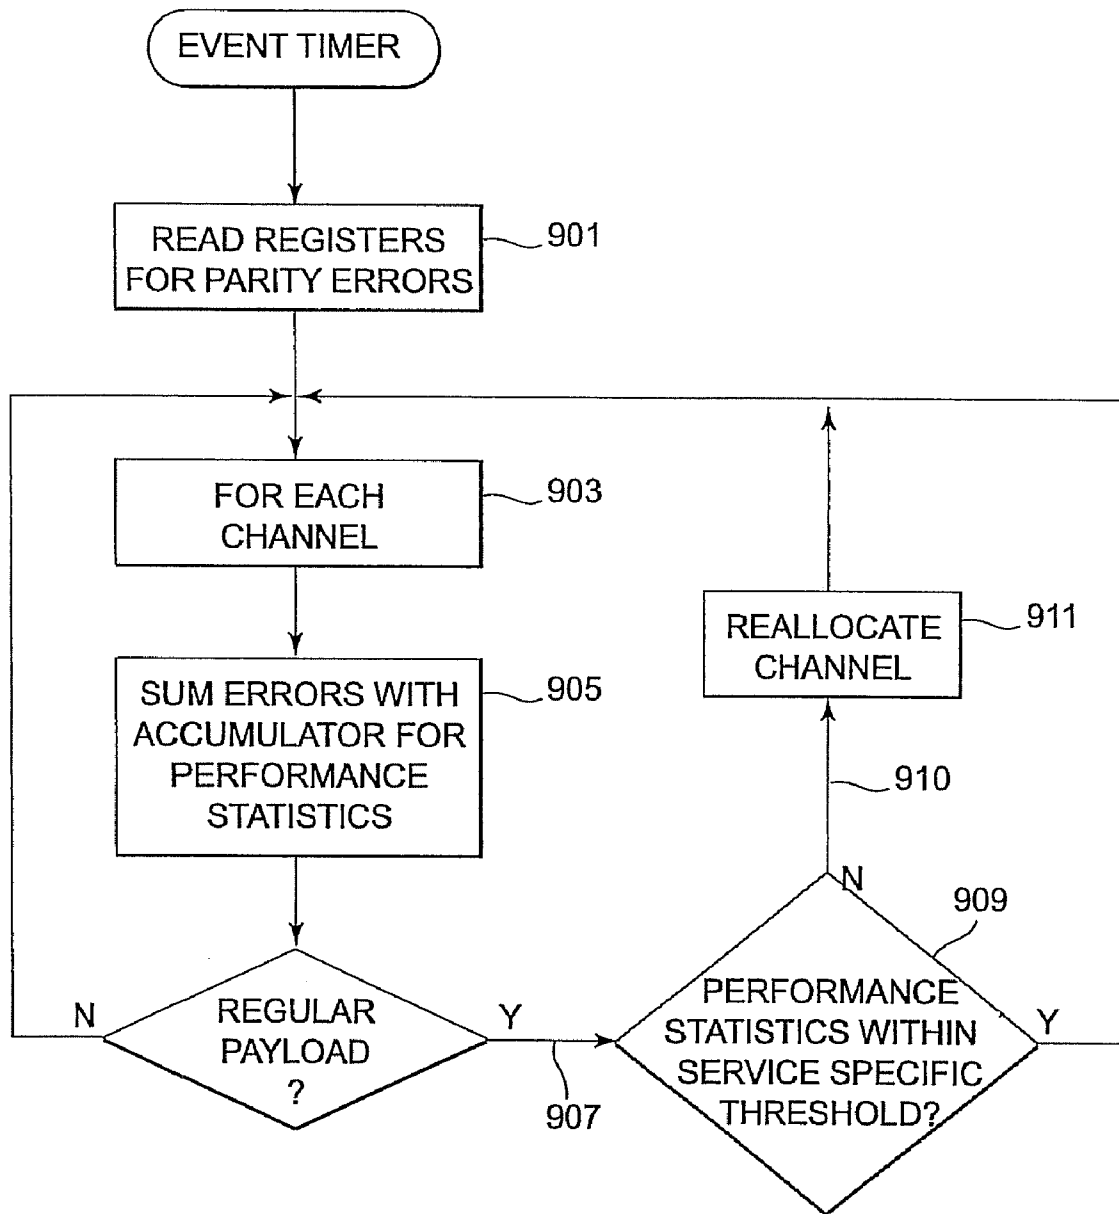 EVENT TIMER
READ REGISTERS
FOR PARITY ERRORS
901
FOR EACH
CHANNEL
903
SUM ERRORS WITH
ACCUMULATOR FOR
PERFORMANCE
STATISTICS
905
REGULAR
PAYLOAD
?
N
Y
907
PERFORMANCE
STATISTICS WITHIN
SERVICE SPECIFIC
THRESHOLD?
909
N
Y
910
REALLOCATE
CHANNEL
911